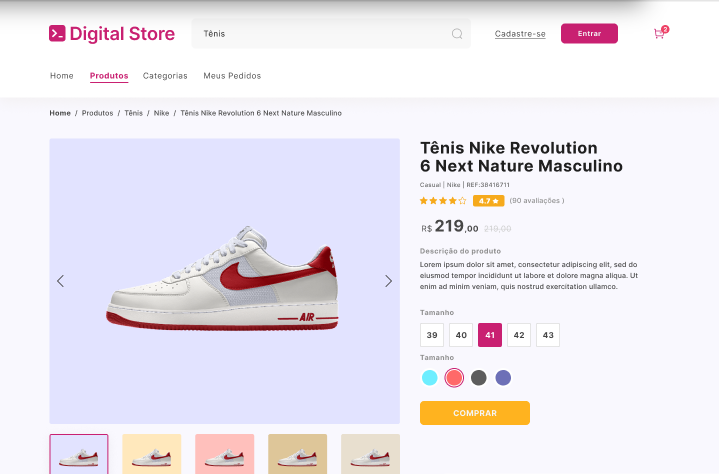 Digital Store
Tênis
Cadastre-se
Entrar
2
Home Produtos Categorias Meus Pedidos
Home / Produtos / Tênis / Nike / Tênis Nike Revolution 6 Next Nature Masculino
Tênis Nike Revolution
6 Next Nature Masculino
Casual | Nike | REF:38416711
4.7 (90 avaliações )
R$ 219,00 219,00
Descrição do produto
Lorem ipsum dolor sit amet, consectetur adipiscing elit, sed do
eiusmod tempor incididunt ut labore et dolore magna aliqua. Ut
enim ad minim veniam, quis nostrud exercitation ullamco.
Tamanho
39 40 41 42 43
Tamanho
COMPRAR
AIR